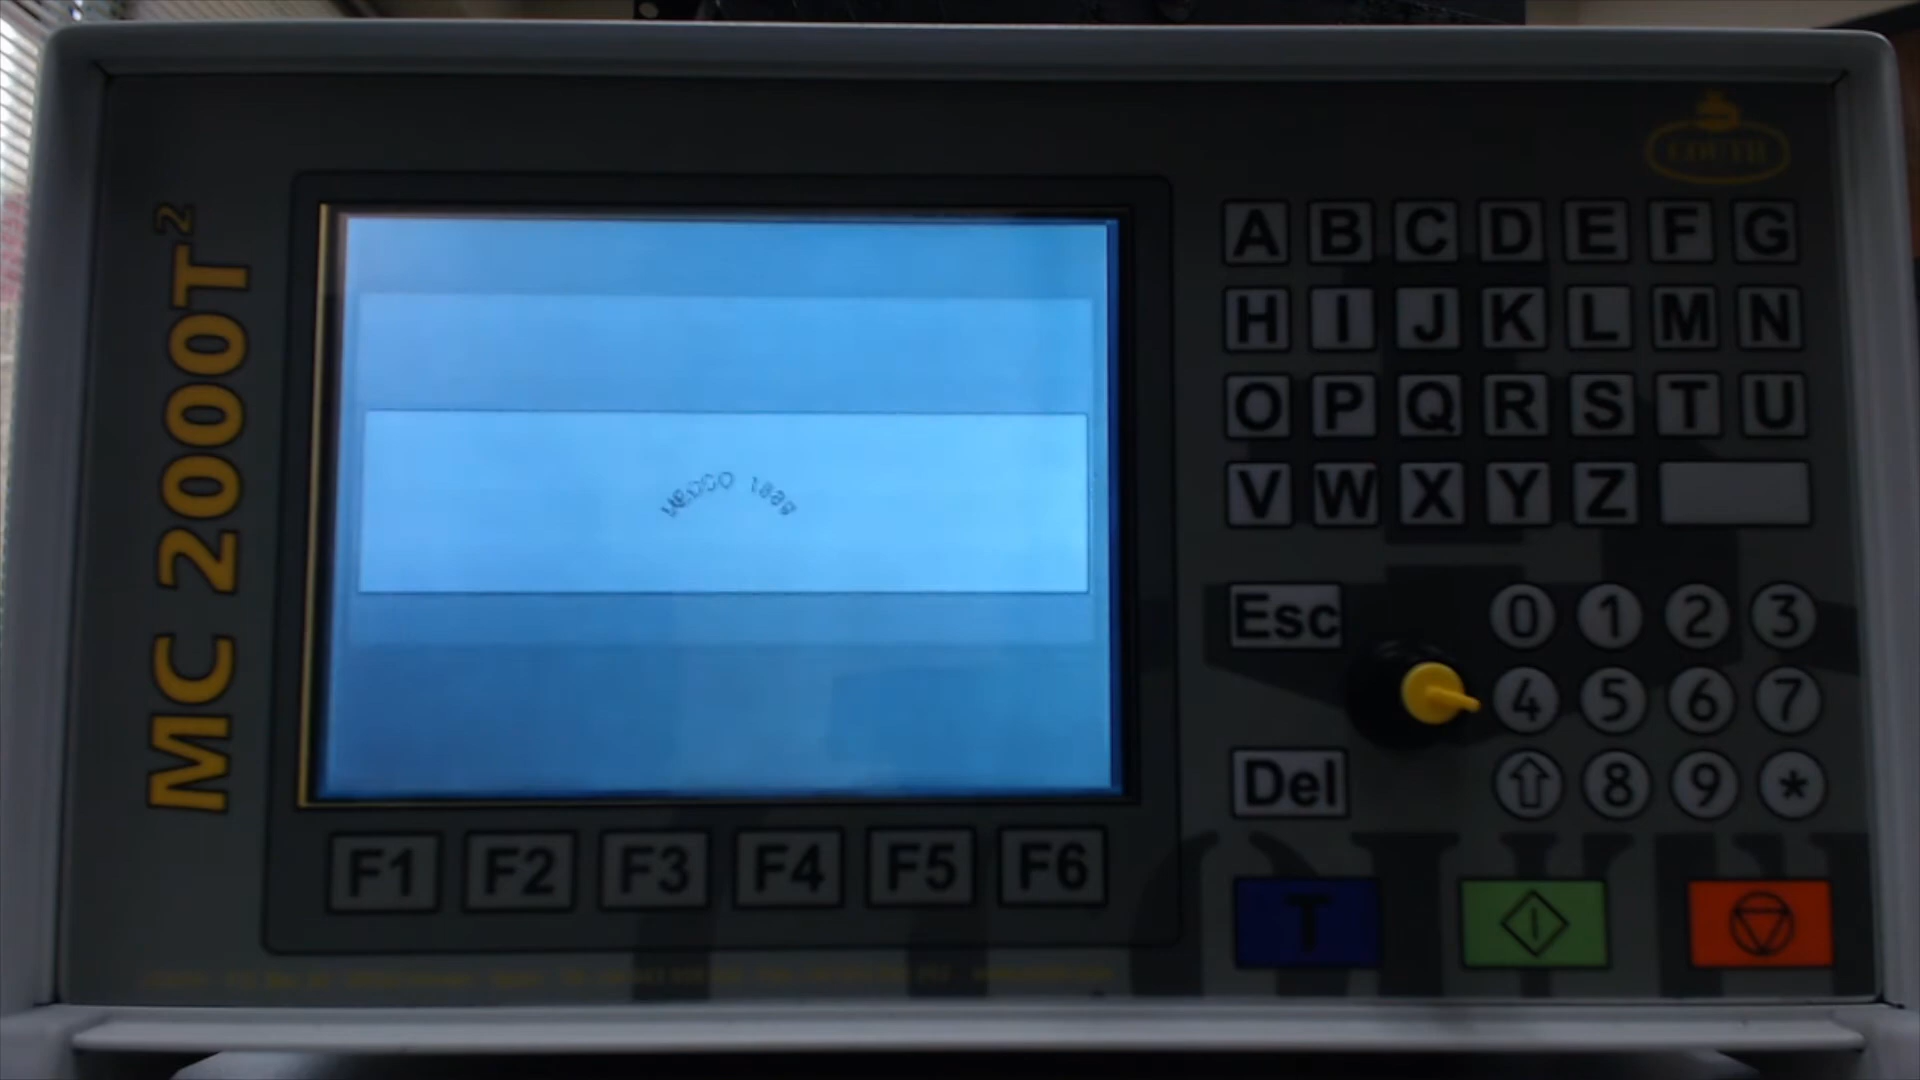 MC 2000T²
COUTH
MEDCO 1889
A B C D E F G
H I J K L M N
O P Q R S T U
V W X Y Z
Esc 0 1 2 3
4 5 6 7
Del ⇧ 8 9 *
F1 F2 F3 F4 F5 F6
T